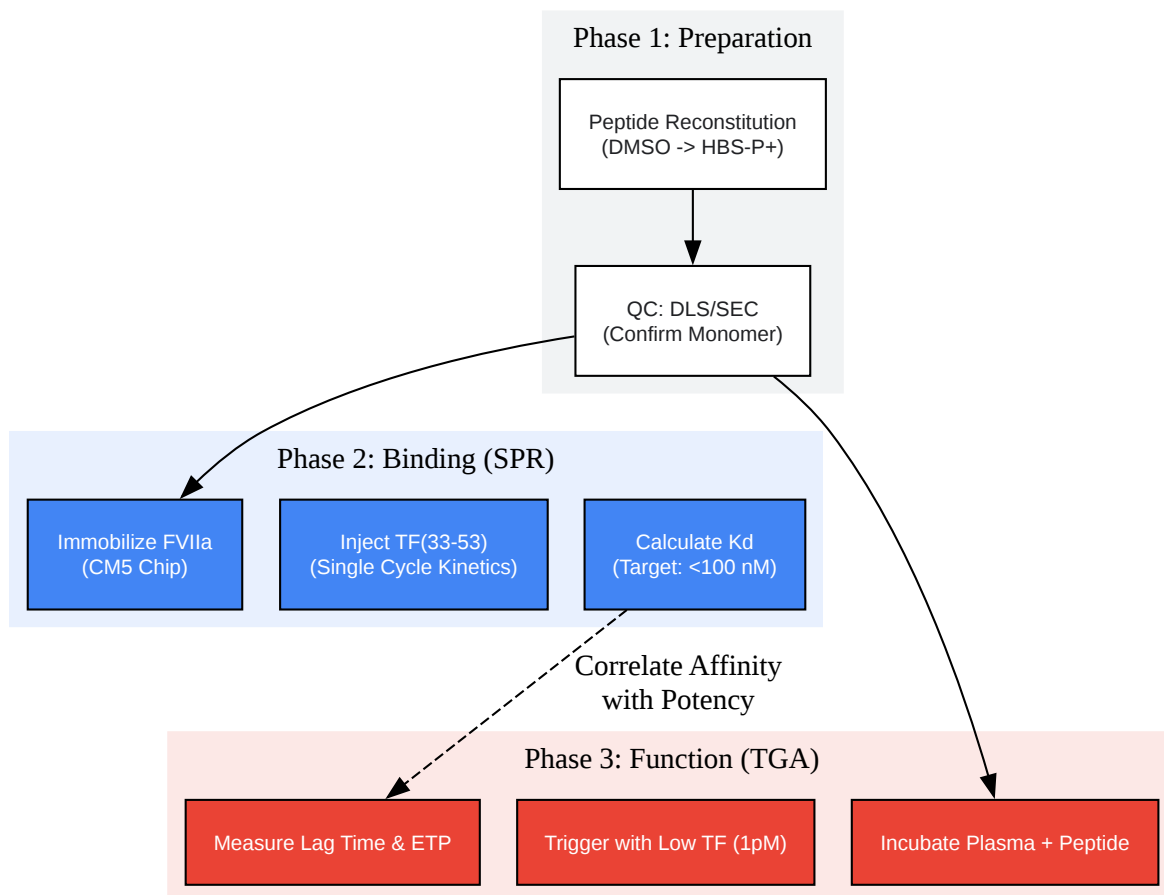 Phase 1: Preparation
Peptide Reconstitution
(DMSO -> HBS-P+)
QC: DLS/SEC
(Confirm Monomer)
Phase 2: Binding (SPR)
Immobilize FVIIa
(CM5 Chip)
Inject TF(33-53)
(Single Cycle Kinetics)
Calculate Kd
(Target: <100 nM)
Correlate Affinity
with Potency
Phase 3: Function (TGA)
Measure Lag Time & ETP
Trigger with Low TF (1pM)
Incubate Plasma + Peptide